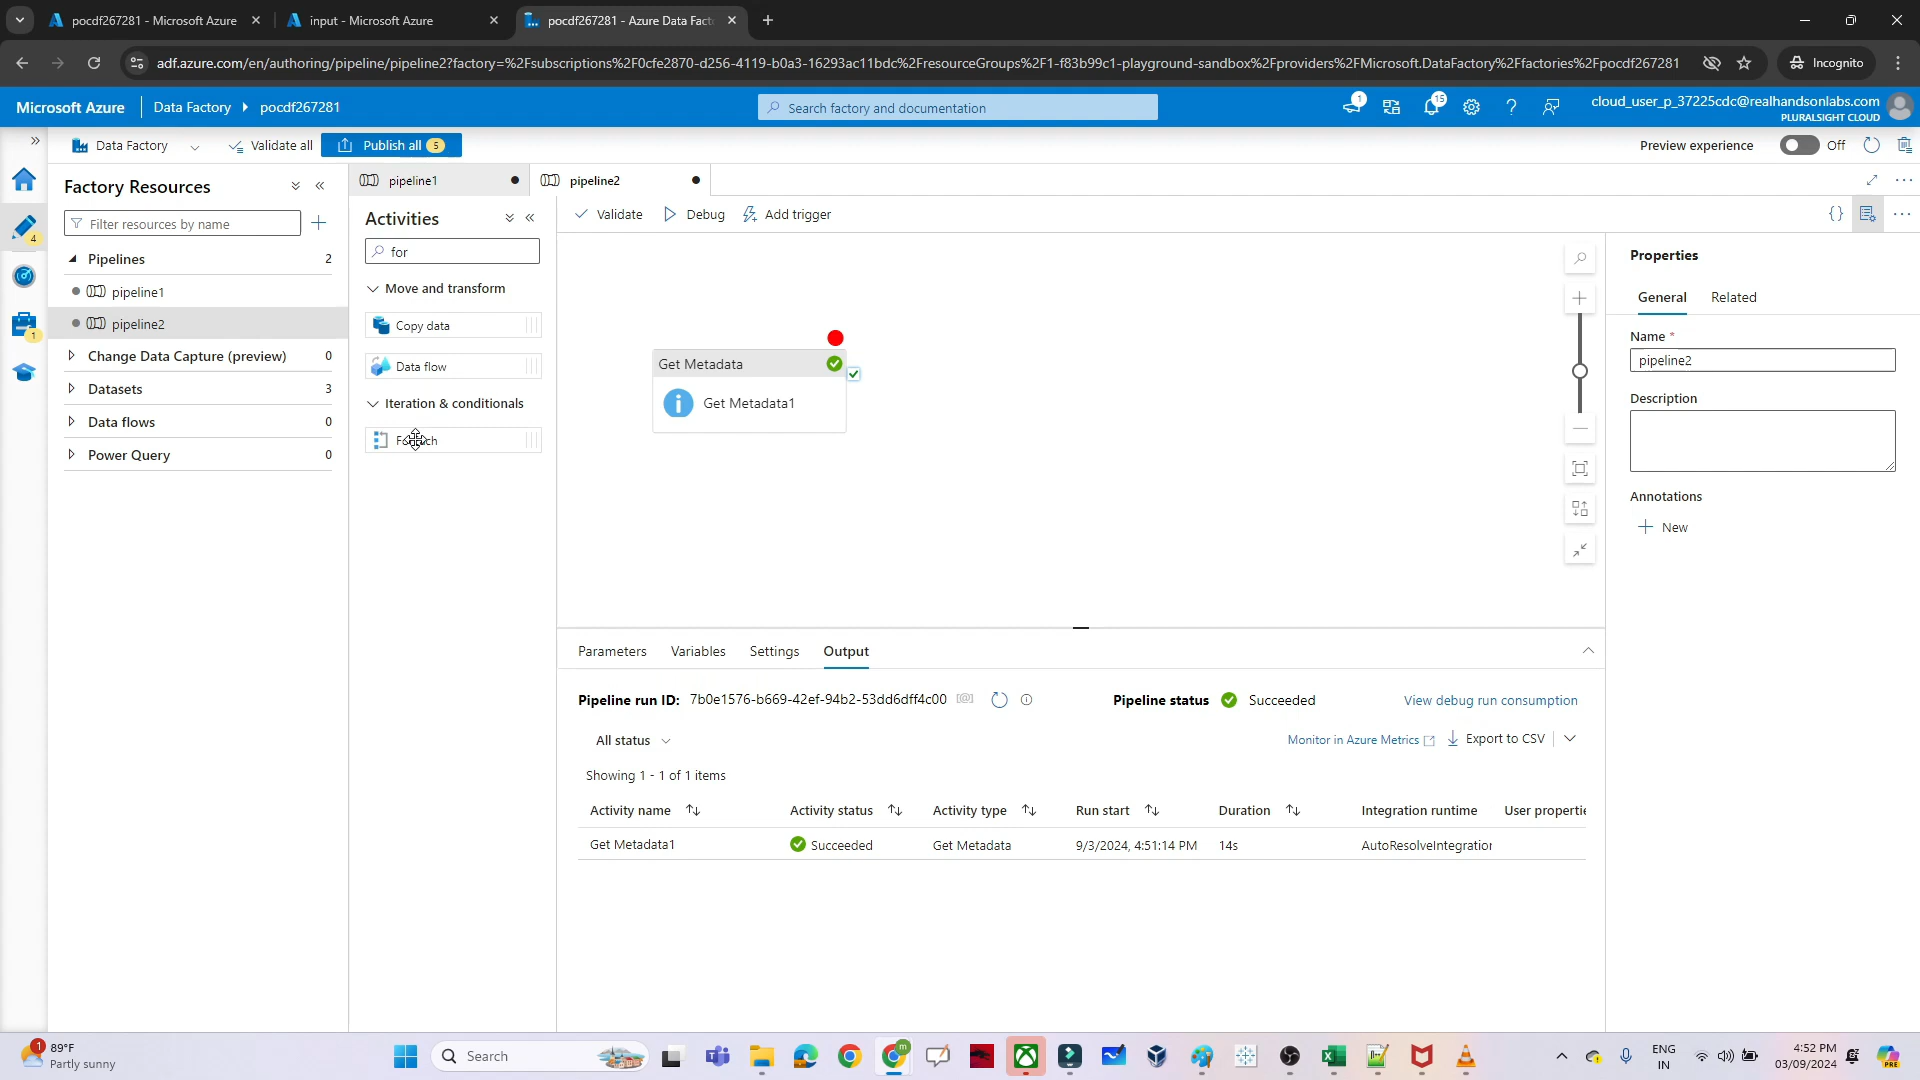 pocdf267281 - Microsoft Azure
input - Microsoft Azure
pocdf267281 - Azure Data Fact
adf.azure.com/en/authoring/pipeline/pipeline2?factory=%2Fsubscriptions%2F0cfe2870-d256-4119-b0a3-16293ac11bdc%2FresourceGroups%2F1-f83b99c1-playground-sandbox%2Fproviders%2FMicrosoft.DataFactory%2Ffactories%2Fpocdf267281
Incognito
Microsoft Azure
Data Factory
pocdf267281
Search factory and documentation
1
15
cloud_user_p_37225cdc@realhandsonlabs.com
PLURALSIGHT CLOUD
Data Factory
Validate all
Publish all 5
Preview experience
Off
Factory Resources
Filter resources by name
Pipelines 2
pipeline1
pipeline2
Change Data Capture (preview) 0
Datasets 3
Data flows 0
Power Query 0
4
1
pipeline1
pipeline2
Activities
for
Move and transform
Copy data
Data flow
Iteration & conditionals
Validate
Debug
Add trigger
Get Metadata
Get Metadata1
Properties
General
Related
Name *
pipeline2
Description
Annotations
New
Parameters
Variables
Settings
Output
Pipeline run ID: 7b0e1576-b669-42ef-94b2-53dd6dff4c00
Pipeline status Succeeded
View debug run consumption
All status
Monitor in Azure Metrics
Export to CSV
Showing 1 - 1 of 1 items
Activity name Activity status Activity type Run start Duration Integration runtime User propertie
Get Metadata1 Succeeded Get Metadata 9/3/2024, 4:51:14 PM 14s AutoResolveIntegration
1
89°F
Partly sunny
Search
ENG
IN
4:52 PM
03/09/2024